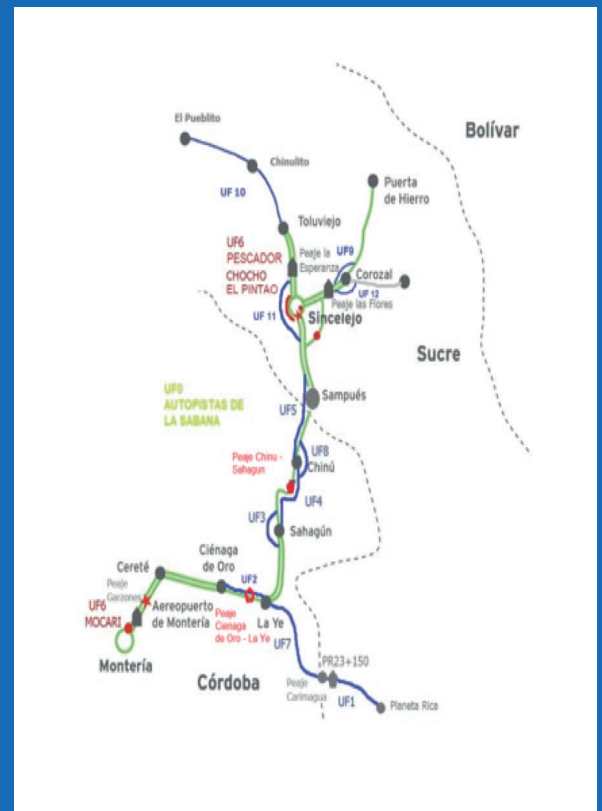 El Pueblito
Bolívar
Chinulito
Puerta
de Hierro
UF 10
Toluviejo
UF6
PESCADOR
CHOCHO
EL PINTAO
Peaje la
Esperanza
UF9
Corozal
UF 12
Peaje las Flores
UF 11
Sincelejo
Sucre
UF0
AUTOPISTAS DE
LA SABANA
Sampués
UF5
UF8
Peaje Chinu -
Sahagun
Chinú
UF4
UF3
Sahagún
Ciénaga
de Oro
Cereté
UF2
Peaje
Garzones
Aereopuerto
de Montería
UF6
MOCARI
Peaje
Cienaga
de Oro - La Ye
La Ye
UF7
Montería
Córdoba
PR23+150
Peaje
Carimagua
UF1
Planeta Rica